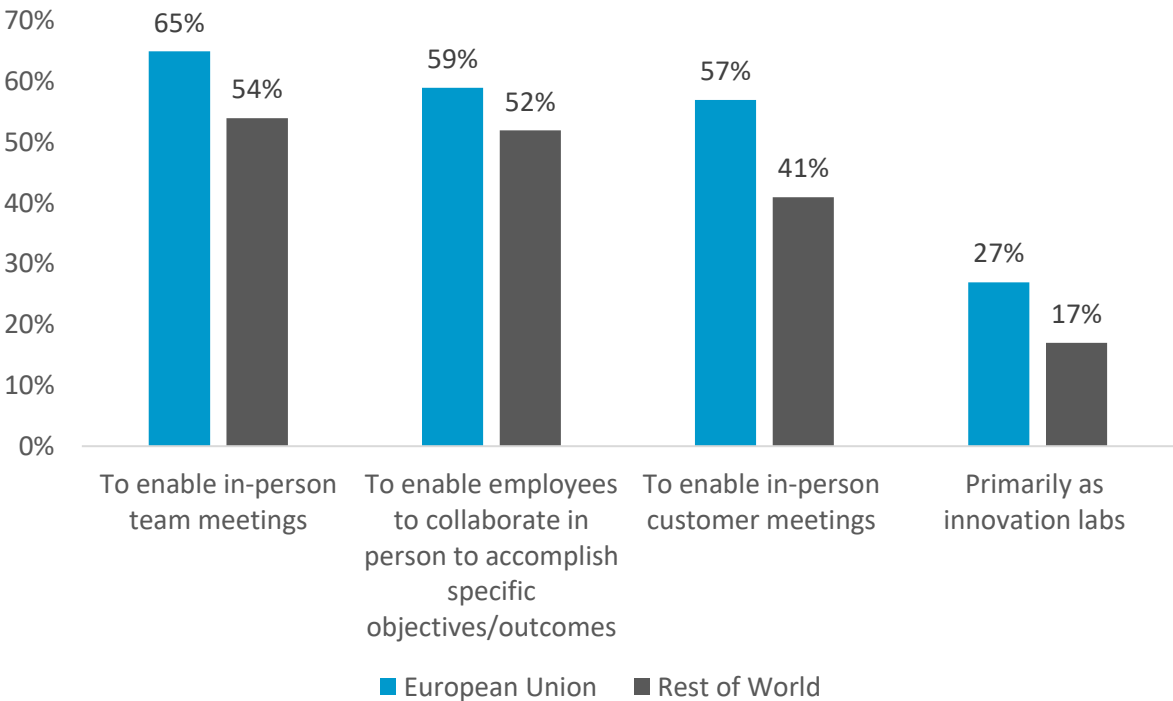 70%
60%
50%
40%
30%
20%
10%
0%
65%
54%
59%
52%
57%
41%
27%
17%
To enable in-person
team meetings
To enable employees
to collaborate in
person to accomplish
specific
objectives/outcomes
To enable in-person
customer meetings
Primarily as
innovation labs
European Union
Rest of World